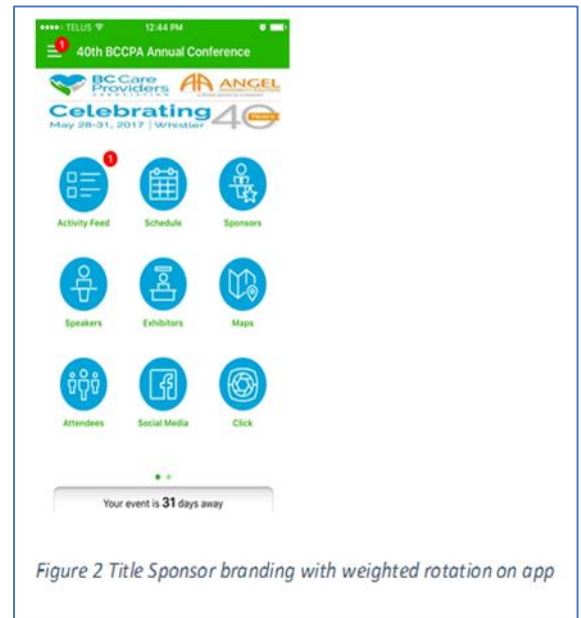 TELUS 12:44 PM
1
40th BCCPA Annual Conference
BC Care Providers ASSOCIATION
ANGEL
Celebrating 40 Years
May 28-31, 2017 | Whistler
1
Activity Feed Schedule Sponsors
Speakers Exhibitors Maps
Attendees Social Media Click
Your event is 31 days away
Figure 2 Title Sponsor branding with weighted rotation on app